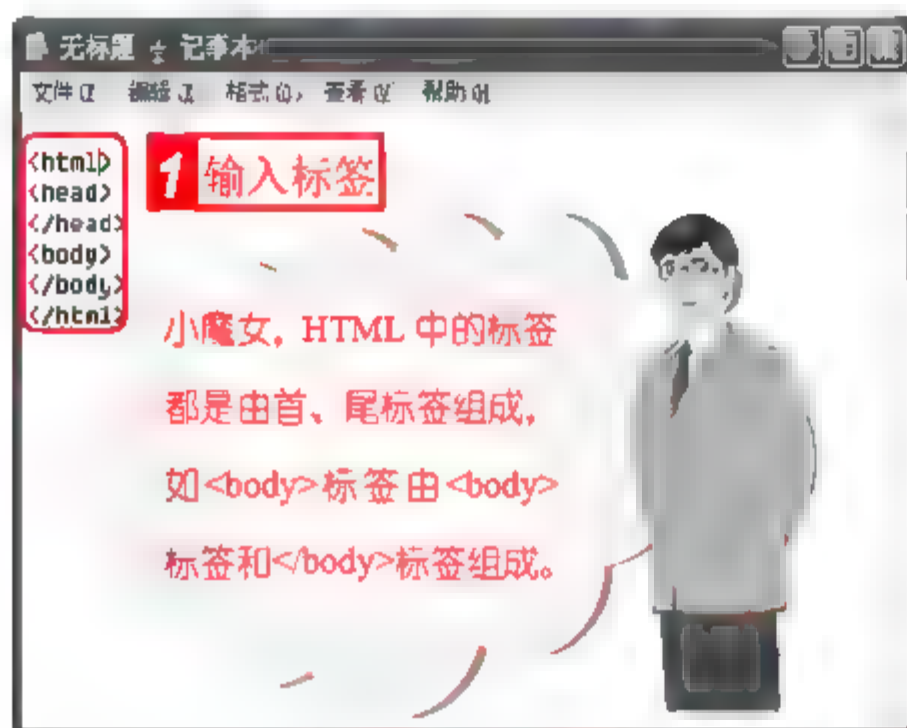 无标题 - 记事本
文件(F) 编辑(E) 格式(O) 查看(V) 帮助(H)
<html>
<head>
</head>
<body>
</body>
</html>
1 输入标签
小魔女，HTML 中的标签
都是由首、尾标签组成，
如<body>标签由<body>
标签和</body>标签组成。